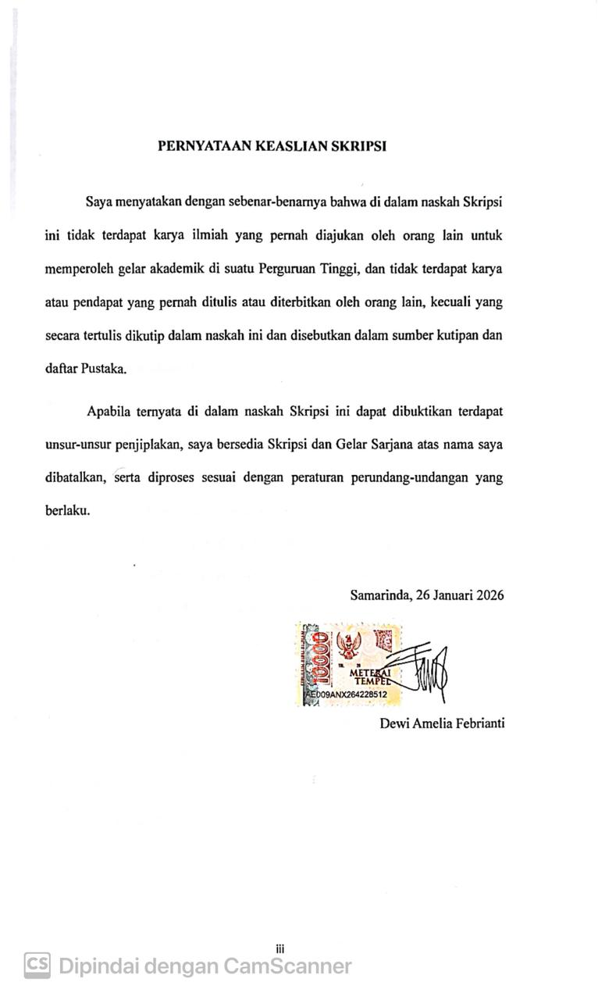 PERNYATAAN KEASLIAN SKRIPSI
Saya menyatakan dengan sebenar-benarnya bahwa di dalam naskah Skripsi
ini tidak terdapat karya ilmiah yang pernah diajukan oleh orang lain untuk
memperoleh gelar akademik di suatu Perguruan Tinggi, dan tidak terdapat karya
atau pendapat yang pernah ditulis atau diterbitkan oleh orang lain, kecuali yang
secara tertulis dikutip dalam naskah ini dan disebutkan dalam sumber kutipan dan
daftar Pustaka.
Apabila ternyata di dalam naskah Skripsi ini dapat dibuktikan terdapat
unsur-unsur penjiplakan, saya bersedia Skripsi dan Gelar Sarjana atas nama saya
dibatalkan, serta diproses sesuai dengan peraturan perundang-undangan yang
berlaku.
Samarinda, 26 Januari 2026
10000
METERAI
TEMPEL
AED09ANX264228512
Dewi Amelia Febrianti
iii
CS Dipindai dengan CamScanner